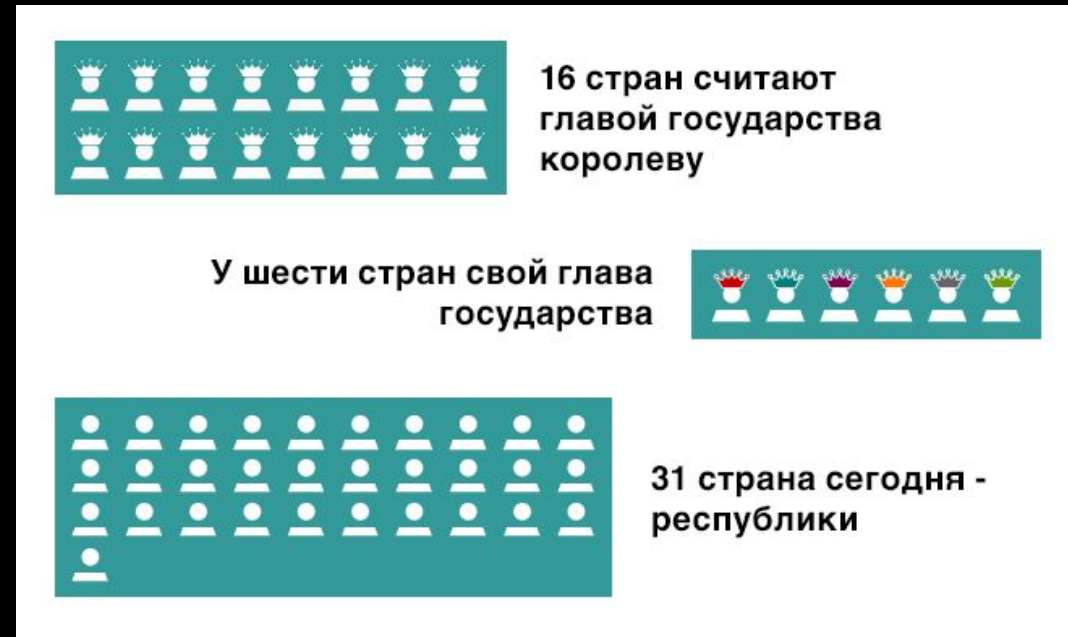 16 стран считают
главой государства
королеву
У шести стран свой глава
государства
31 страна сегодня -
республики